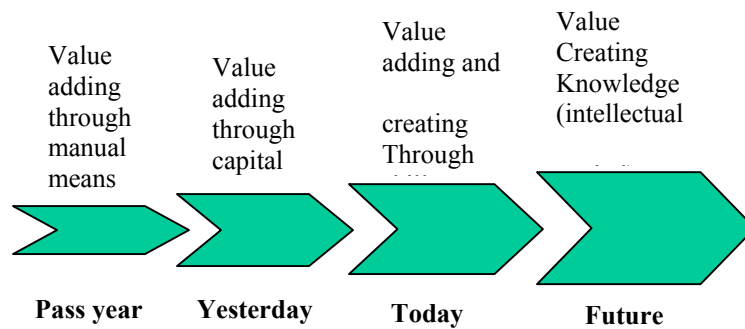 Value
adding
through
manual
means
Value
adding
through
capital
Value
adding and
creating
Through
Value
Creating
Knowledge
(intellectual
Pass year
Yesterday
Today
Future